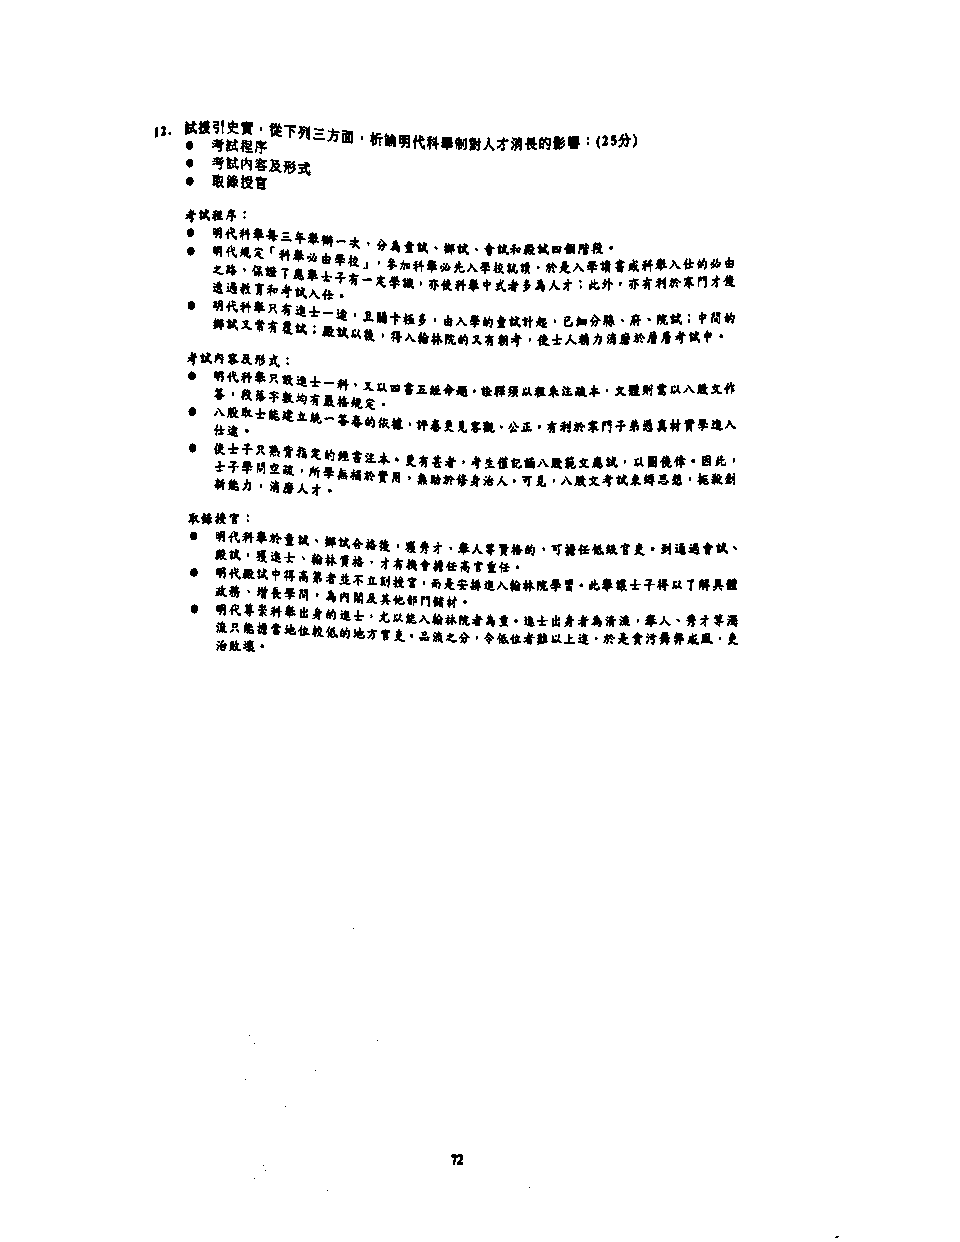 12. 試援引史實，從下列三方面，析論明代科舉制對人才消長的影響：(25分)
● 考試程序
● 考試內容及形式
● 取錄授官
考試程序：
● 明代科舉每三年舉辦一次，分為童試、鄉試、會試和殿試四個階段。
● 明代規定「科舉必由學校」，參加科舉必先入學校就讀，於是入學讀書成科舉入仕的必由
之路，保證了應舉士子有一定學識，亦使科舉中式者多為人才；此外，亦有利於寒門才俊
透過教育和考試入仕。
● 明代科舉只有進士一途，且關卡極多，由入學的童試計起，已細分縣、府、院試；中間的
鄉試又常有覆試；殿試以後，得入翰林院的又有朝考，使士人精力消磨於層層考試中。
考試內容及形式：
● 明代科舉只設進士一科，又以四書五經命題，詮釋須以程朱注疏本，文體則當以八股文作
答，段落字數均有嚴格規定。
● 八股取士能建立統一答卷的依據，評卷更見客觀、公正，有利於寒門子弟憑真材實學進入
仕途。
● 使士子只熟習指定的經書注本。更有甚者，考生僅記誦八股範文應試，以圖僥倖。因此，
士子學問空疏，所學無補於實用，無助於修身治人。可見，八股文考試束縛思想，扼殺創
新能力，消磨人才。
取錄授官：
● 明代科舉於童試、鄉試合格後，獲秀才、舉人等資格的，可擔任低級官吏。到通過會試、
殿試，獲進士、翰林資格，才有機會擔任高官重任。
● 明代殿試中得高第者並不立刻授官，而是安排進入翰林院學習。此舉讓士子得以了解具體
政務、增長學問，為內閣及其他部門儲材。
● 明代尊崇科舉出身的進士，尤以能入翰林院者為重。進士出身者為清流，舉人、秀才等濁
流只能擔當地位較低的地方官吏。品流之分，令低位者難以上進，於是貪污舞弊成風，吏
治敗壞。
72